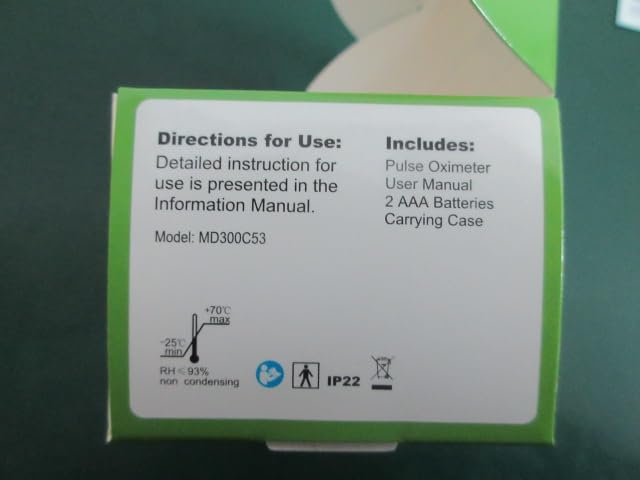 Directions for Use:
Detailed instruction for
use is presented in the
Information Manual.
Model: MD300C53
Includes:
Pulse Oximeter
User Manual
2 AAA Batteries
Carrying Case
+70℃
max
-25℃
min
RH≤93%
non condensing
IP22